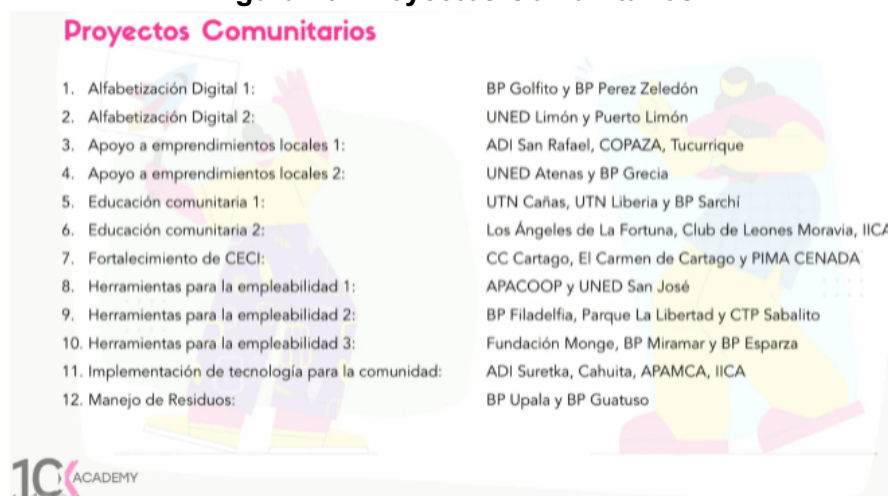 Proyectos Comunitarios
1. Alfabetización Digital 1: BP Golfito y BP Perez Zeledón
2. Alfabetización Digital 2: UNED Limón y Puerto Limón
3. Apoyo a emprendimientos locales 1: ADI San Rafael, COPAZA, Tucurrique
4. Apoyo a emprendimientos locales 2: UNED Atenas y BP Grecia
5. Educación comunitaria 1: UTN Cañas, UTN Liberia y BP Sarchí
6. Educación comunitaria 2: Los Ángeles de La Fortuna, Club de Leones Moravia, IICA
7. Fortalecimiento de CECI: CC Cartago, El Carmen de Cartago y PIMA CENADA
8. Herramientas para la empleabilidad 1: APACOOP y UNED San José
9. Herramientas para la empleabilidad 2: BP Filadelfia, Parque La Libertad y CTP Sabalito
10. Herramientas para la empleabilidad 3: Fundación Monge, BP Miramar y BP Esparza
11. Implementación de tecnología para la comunidad: ADI Suretka, Cahuita, APAMCA, IICA
12. Manejo de Residuos: BP Upala y BP Guatuso
10K ACADEMY